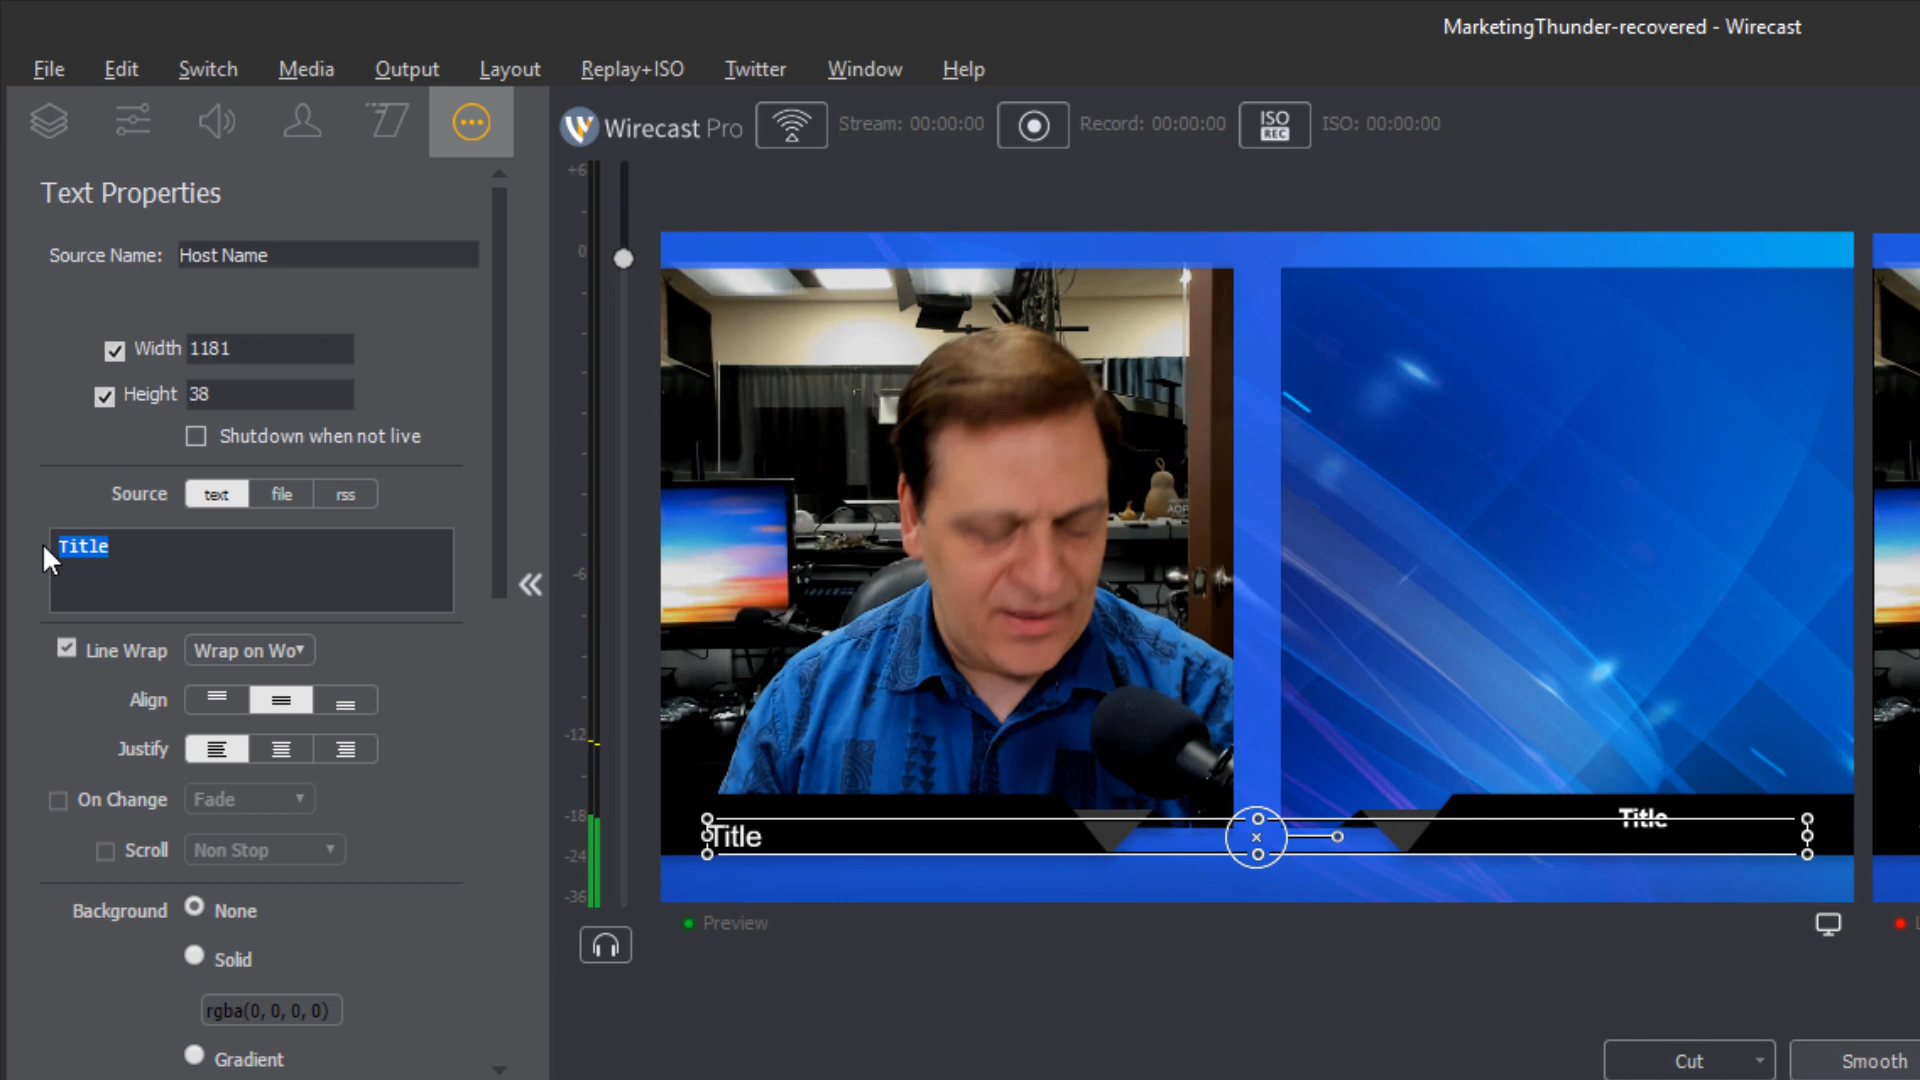 MarketingThunder-recovered - Wirecast
File Edit Switch Media Output Layout Replay+ISO Twitter Window Help
Wirecast Pro Stream: 00:00:00 Record: 00:00:00 ISO REC ISO: 00:00:00
Text Properties
Source Name: Host Name
Width 1181
Height 38
Shutdown when not live
Source text file rss
Title
Line Wrap Wrap on Wo
Align
Justify
On Change Fade
Scroll Non Stop
Background None
Solid
rgba(0, 0, 0, 0)
Gradient
+6
0
-6
-12
-18
-24
-36
Title
Title
Preview
Cut Smooth